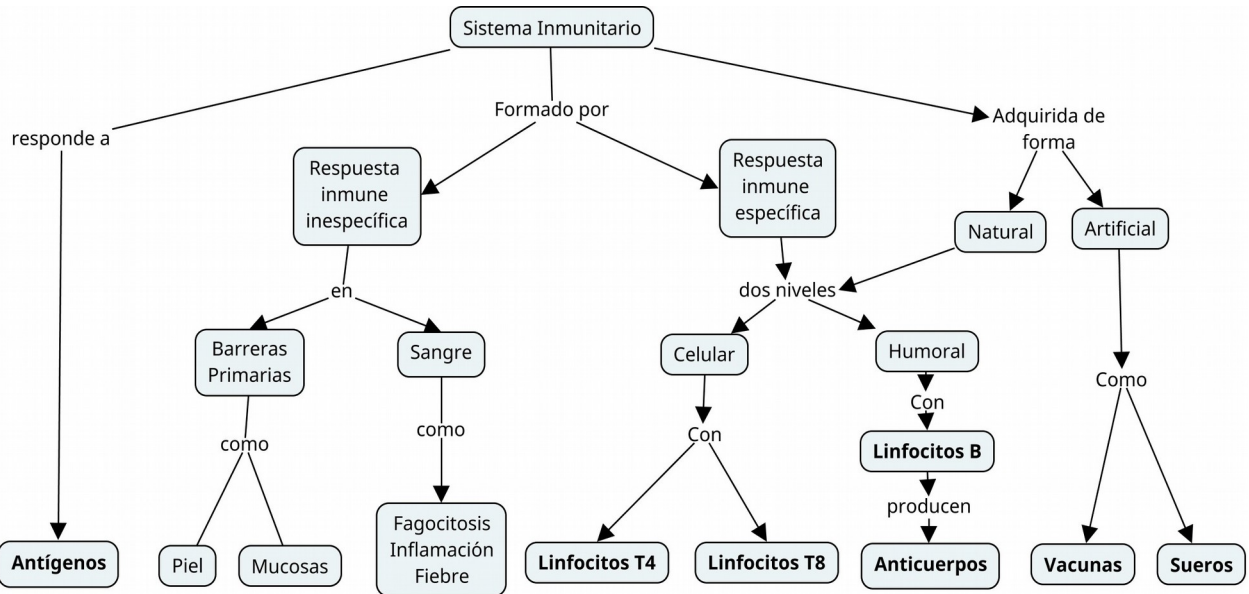 Sistema Inmunitario
Formado por
Adquirida de
forma
responde a
Respuesta
inmune
inespecífica
Respuesta
inmune
específica
Natural
Artificial
en
dos niveles
Barreras
Primarias
Sangre
Celular
Humoral
Como
Con
como
como
Con
Linfocitos B
producen
Antígenos
Piel
Mucosas
Fagocitosis
Inflamación
Fiebre
Linfocitos T4
Linfocitos T8
Anticuerpos
Vacunas
Sueros